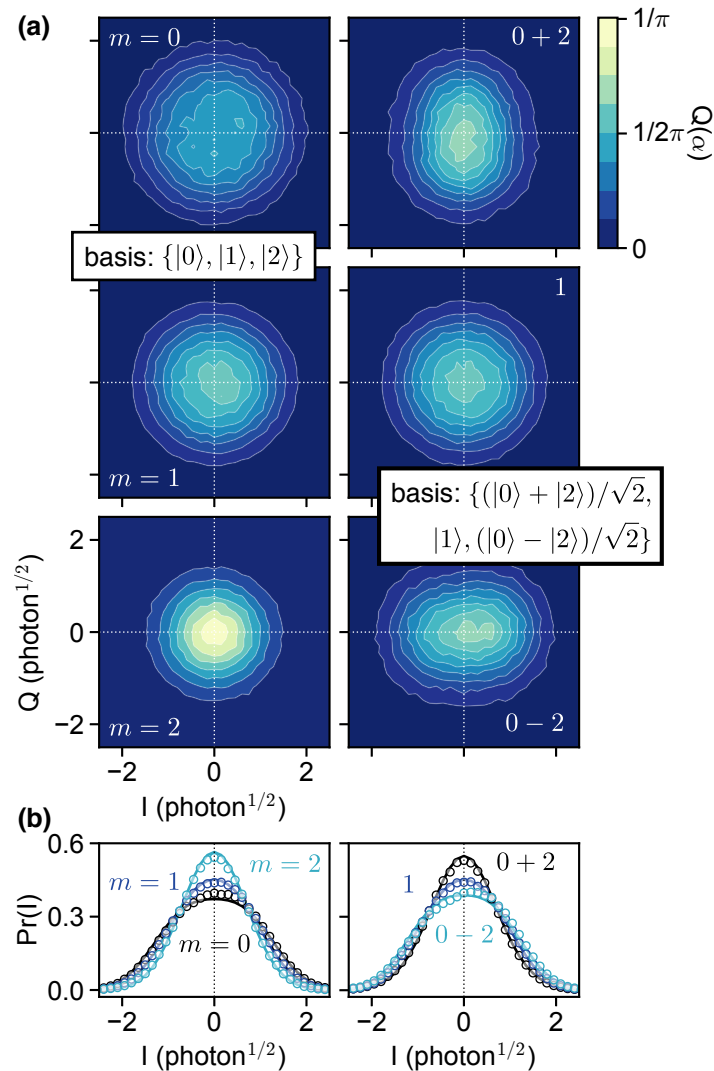 (a)
m = 0
0 + 2
1/π
1/2π
0
Q(α)
basis: {|0⟩, |1⟩, |2⟩}
m = 1
1
basis: {(|0⟩ + |2⟩)/√2,
|1⟩, (|0⟩ − |2⟩)/√2}
2
0
−2
Q (photon^{1/2})
m = 2
0 − 2
−2 0 2
−2 0 2
I (photon^{1/2})
(b)
0.6
0.3
0.0
Pr(I)
m = 1
m = 2
m = 0
0 + 2
1
0 − 2
−2 0 2
−2 0 2
I (photon^{1/2})
I (photon^{1/2})